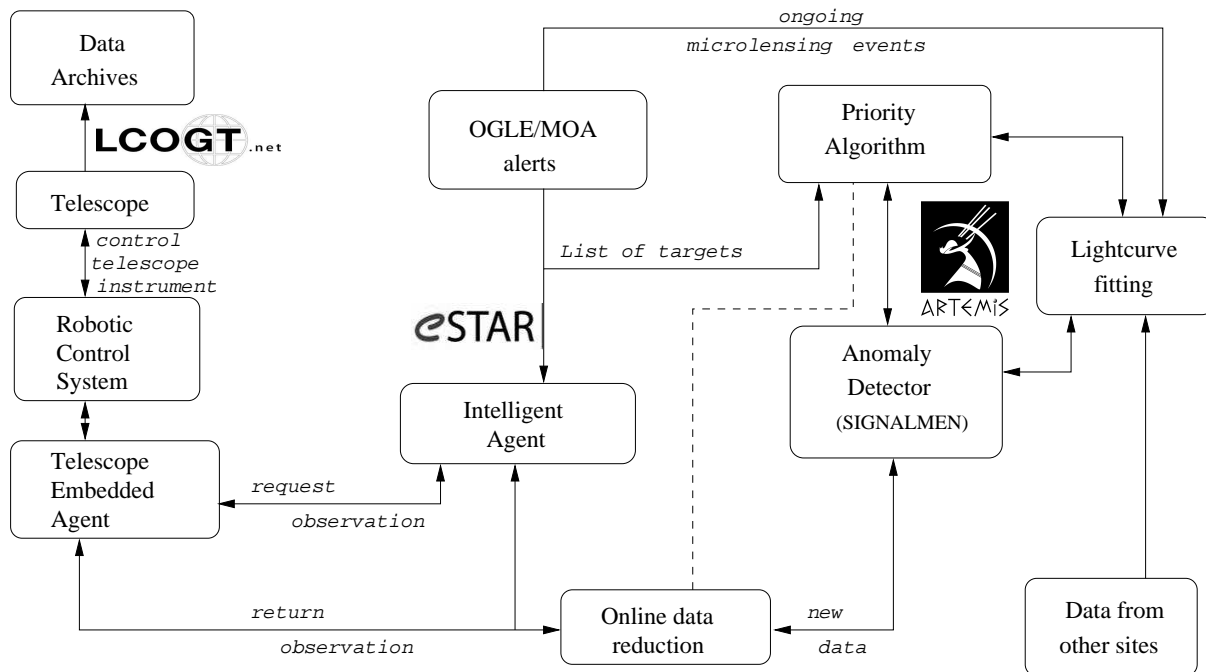 Data
Archives
LCOGT.net
Telescope
control
telescope
instrument
Robotic
Control
System
Telescope
Embedded
Agent
request
observation
return
observation
ongoing
microlensing events
OGLE/MOA
alerts
List of targets
eSTAR
Intelligent
Agent
Priority
Algorithm
ARTEMiS
Lightcurve
fitting
Anomaly
Detector
(SIGNALMEN)
Online data
reduction
new
data
Data from
other sites